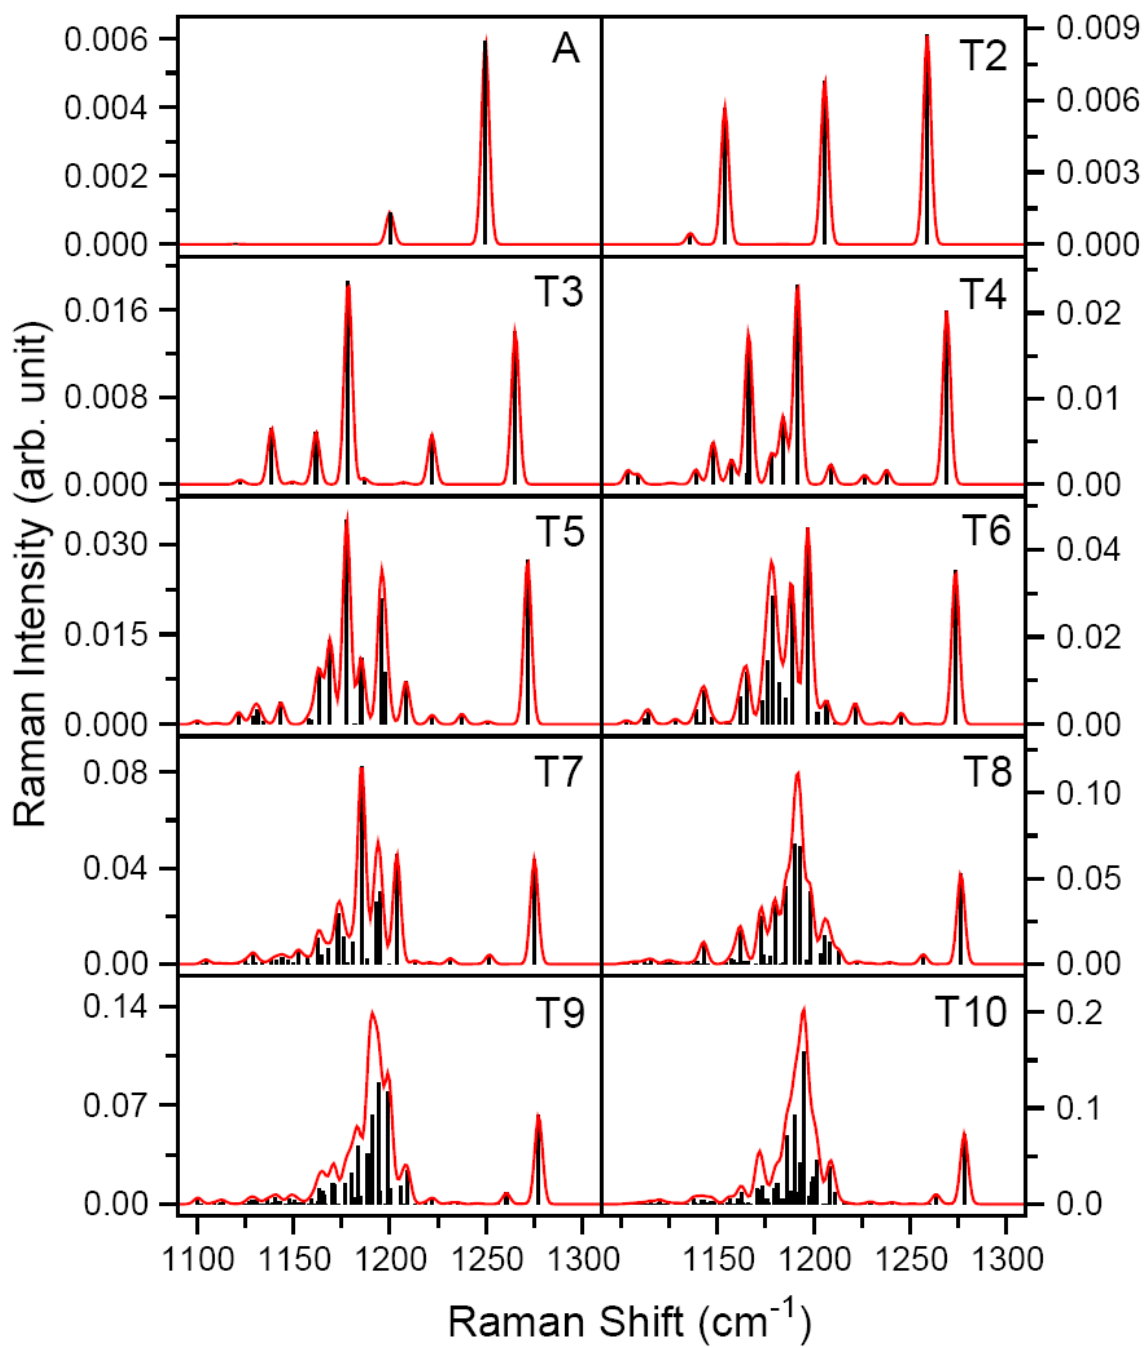 A
T2
0.006
0.004
0.002
0.000
0.009
0.006
0.003
0.000
T3
T4
0.016
0.008
0.000
0.02
0.01
0.00
T5
T6
0.030
0.015
0.000
0.04
0.02
0.00
T7
T8
0.08
0.04
0.00
0.10
0.05
0.00
T9
T10
0.14
0.07
0.00
0.2
0.1
0.0
1100 1150 1200 1250 1300
1150 1200 1250 1300
Raman Intensity (arb. unit)
Raman Shift (cm⁻¹)